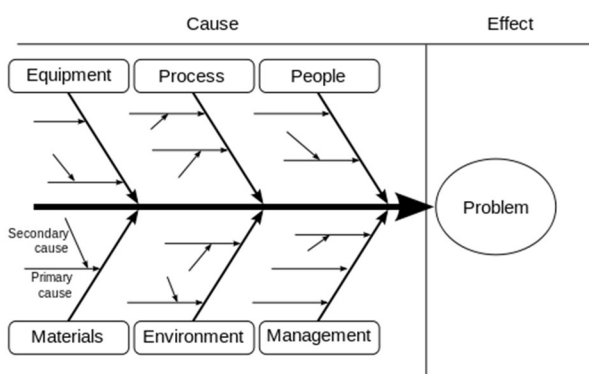 Cause
Effect
Equipment
Process
People
Problem
Secondary
cause
Primary
cause
Materials
Environment
Management